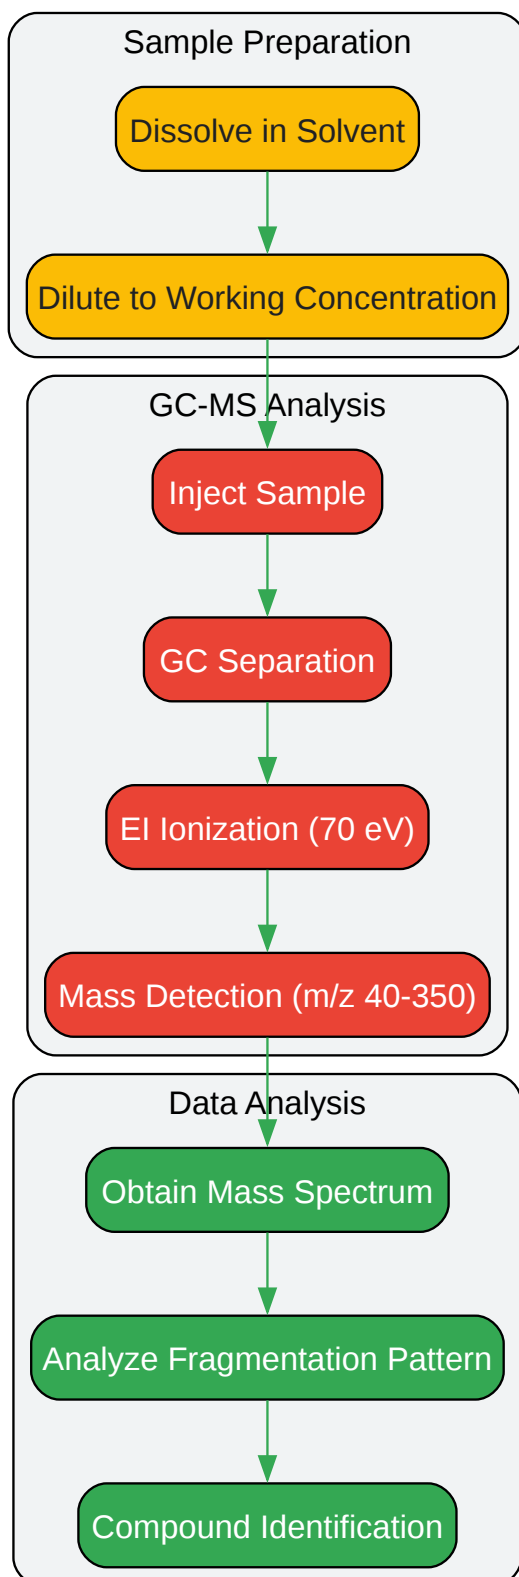 Sample Preparation
Dissolve in Solvent
Dilute to Working Concentration
GC-MS Analysis
Inject Sample
GC Separation
EI Ionization (70 eV)
Mass Detection (m/z 40-350)
Data Analysis
Obtain Mass Spectrum
Analyze Fragmentation Pattern
Compound Identification